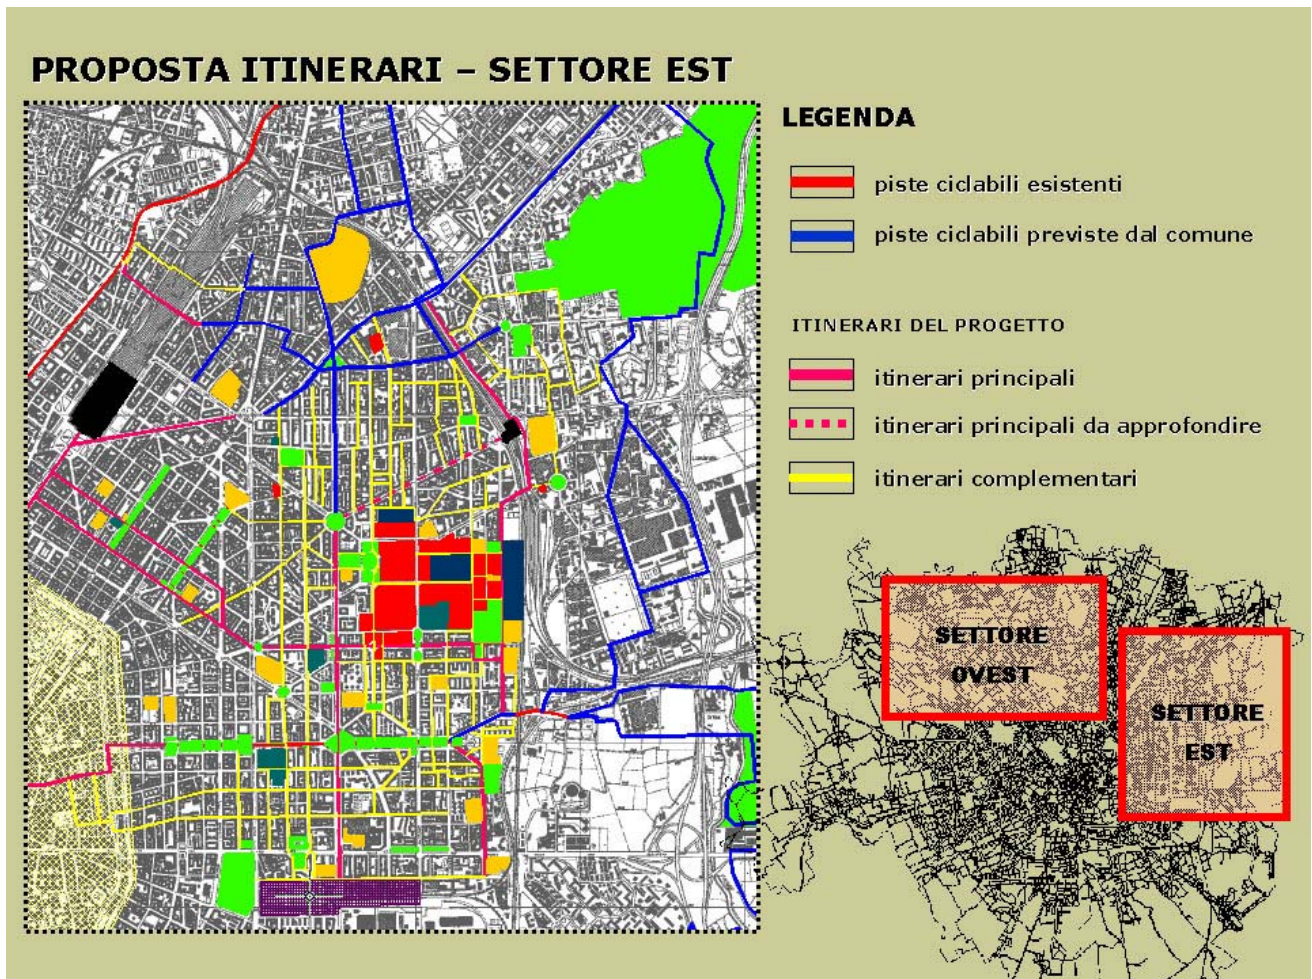 PROPOSTA ITINERARI – SETTORE EST
LEGENDA
piste ciclabili esistenti
piste ciclabili previste dal comune
ITINERARI DEL PROGETTO
itinerari principali
itinerari principali da approfondire
itinerari complementari
SETTORE
OVEST
SETTORE
EST